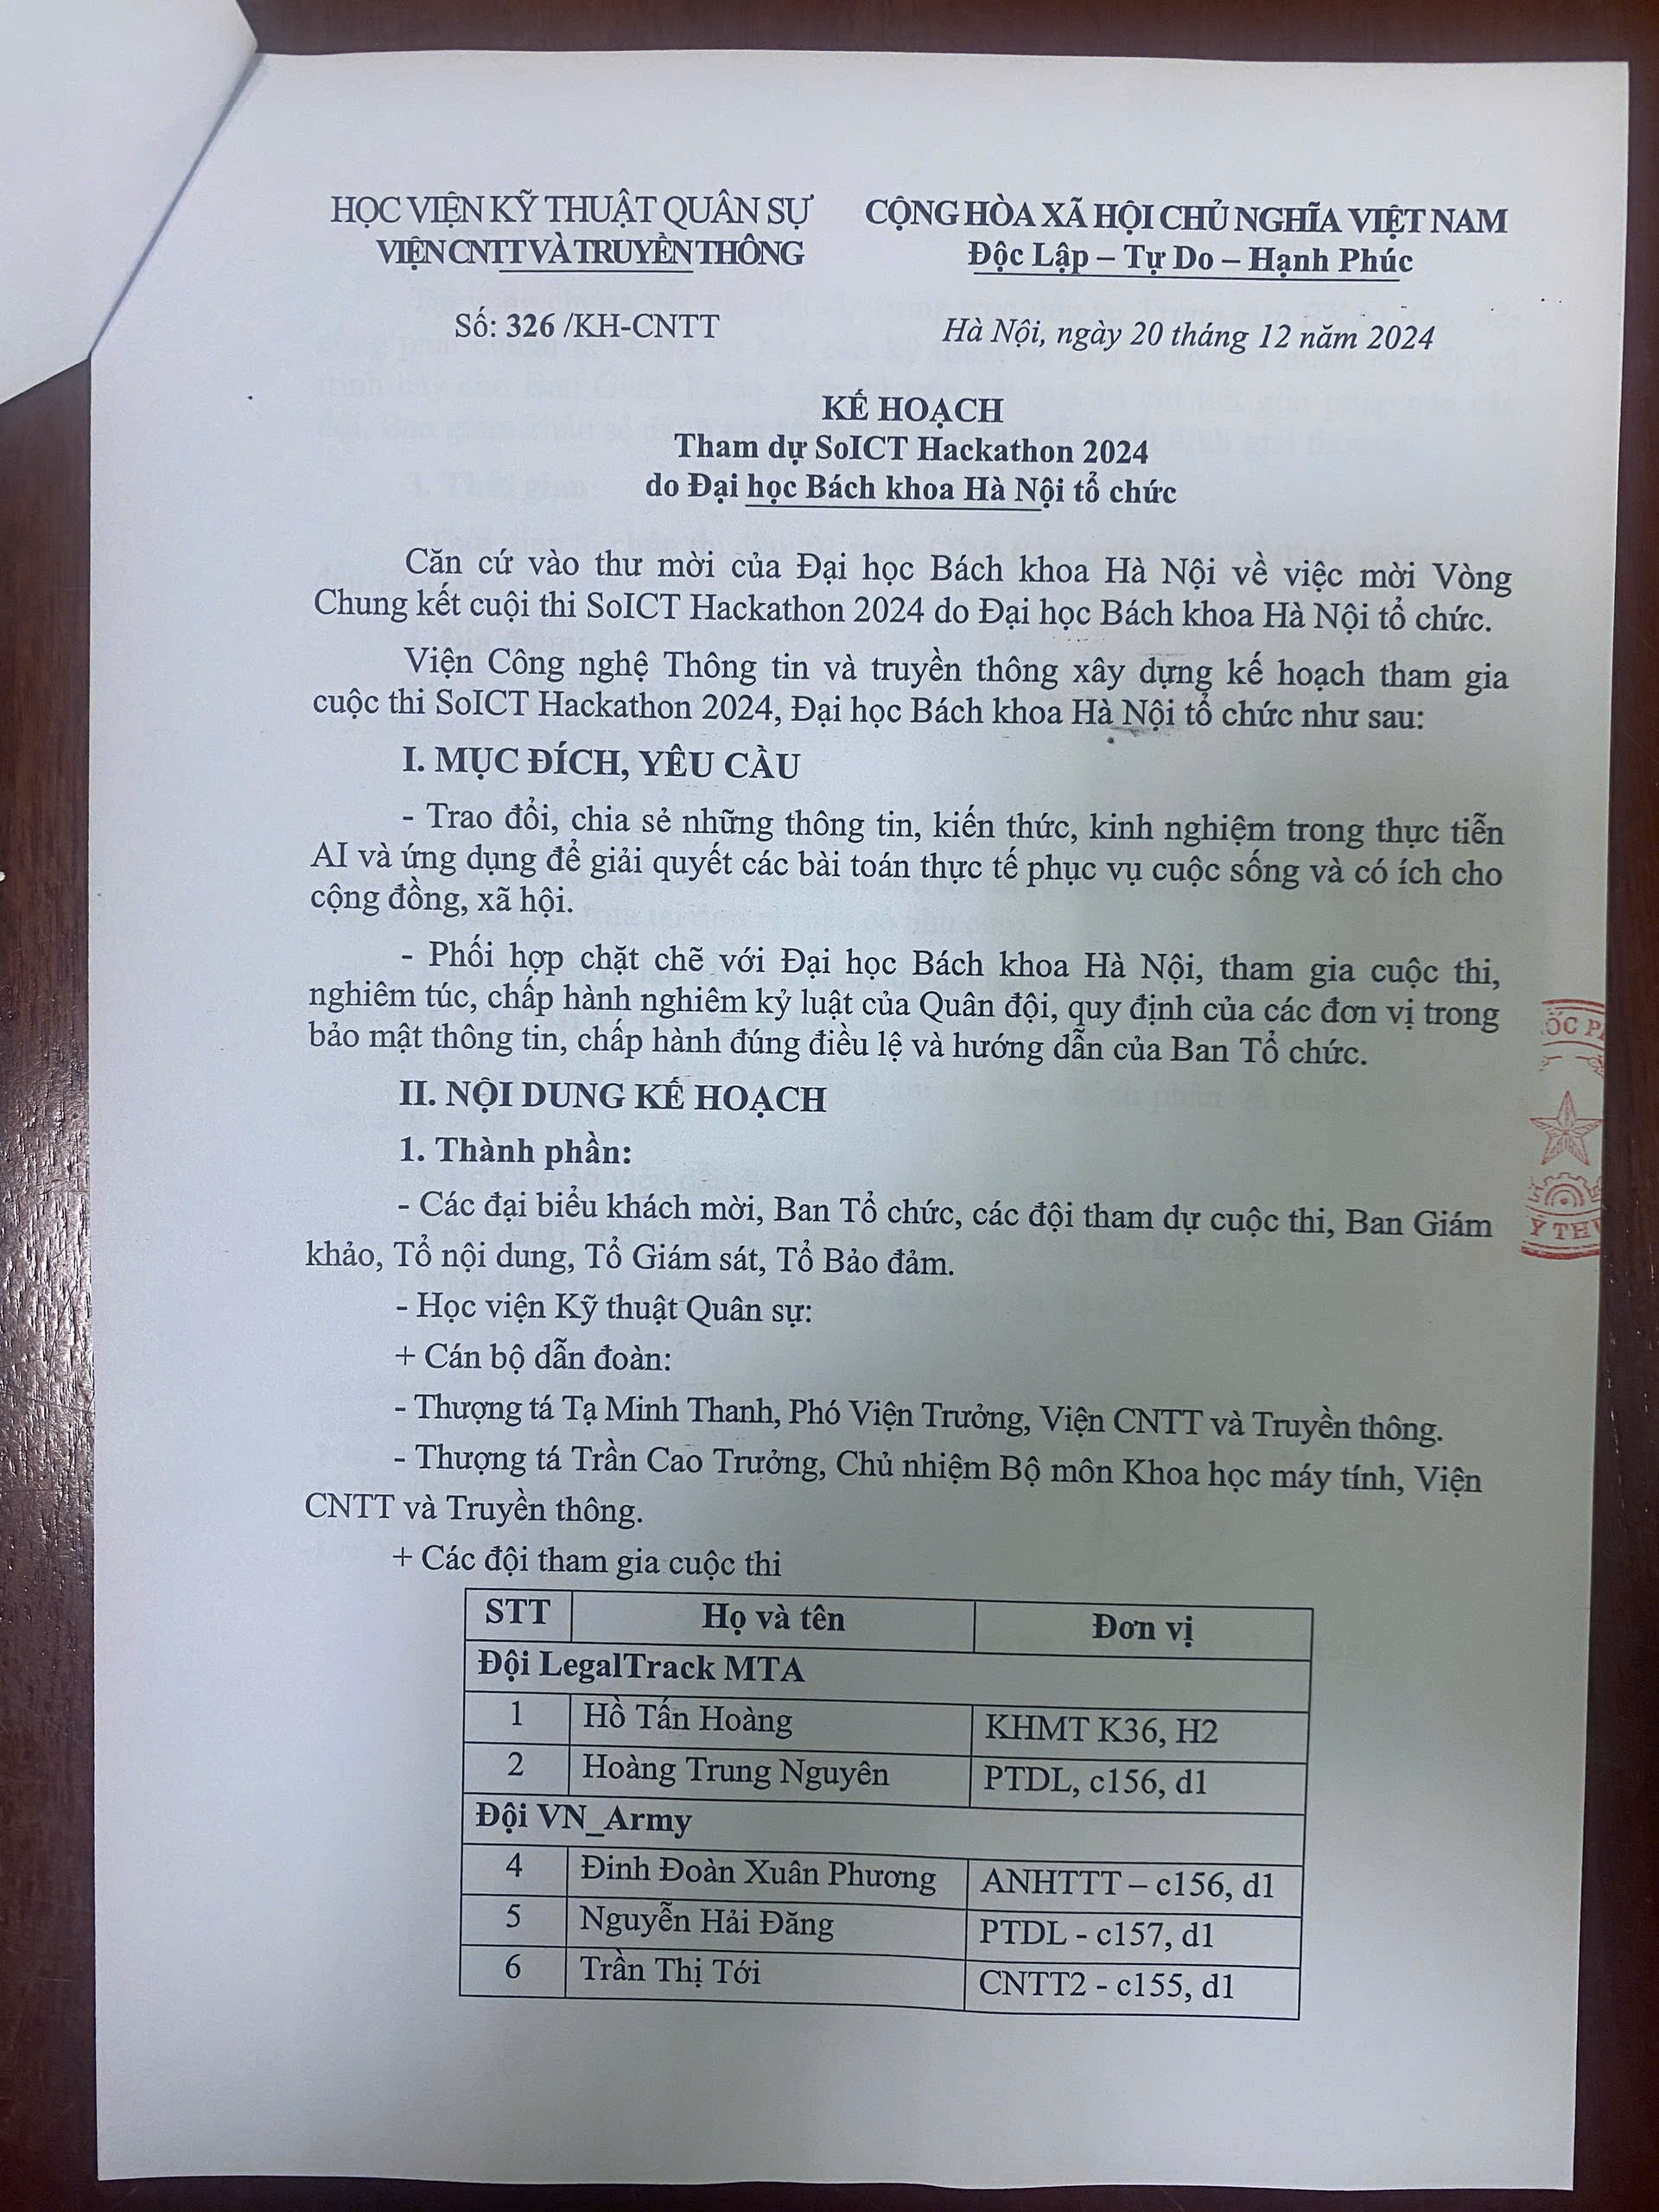 HỌC VIỆN KỸ THUẬT QUÂN SỰ
VIỆN CNTT VÀ TRUYỀN THÔNG
CỘNG HÒA XÃ HỘI CHỦ NGHĨA VIỆT NAM
Độc Lập – Tự Do – Hạnh Phúc
Số: 326 /KH-CNTT
Hà Nội, ngày 20 tháng 12 năm 2024
KẾ HOẠCH
Tham dự SoICT Hackathon 2024
do Đại học Bách khoa Hà Nội tổ chức
Căn cứ vào thư mời của Đại học Bách khoa Hà Nội về việc mời Vòng
Chung kết cuội thi SoICT Hackathon 2024 do Đại học Bách khoa Hà Nội tổ chức.
Viện Công nghệ Thông tin và truyền thông xây dựng kế hoạch tham gia
cuộc thi SoICT Hackathon 2024, Đại học Bách khoa Hà Nội tổ chức như sau:
I. MỤC ĐÍCH, YÊU CẦU
- Trao đổi, chia sẻ những thông tin, kiến thức, kinh nghiệm trong thực tiễn
AI và ứng dụng để giải quyết các bài toán thực tế phục vụ cuộc sống và có ích cho
cộng đồng, xã hội.
- Phối hợp chặt chẽ với Đại học Bách khoa Hà Nội, tham gia cuộc thi,
nghiêm túc, chấp hành nghiêm kỷ luật của Quân đội, quy định của các đơn vị trong
bảo mật thông tin, chấp hành đúng điều lệ và hướng dẫn của Ban Tổ chức.
II. NỘI DUNG KẾ HOẠCH
1. Thành phần:
- Các đại biểu khách mời, Ban Tổ chức, các đội tham dự cuộc thi, Ban Giám
khảo, Tổ nội dung, Tổ Giám sát, Tổ Bảo đảm.
- Học viện Kỹ thuật Quân sự:
+ Cán bộ dẫn đoàn:
- Thượng tá Tạ Minh Thanh, Phó Viện Trưởng, Viện CNTT và Truyền thông.
- Thượng tá Trần Cao Trưởng, Chủ nhiệm Bộ môn Khoa học máy tính, Viện
CNTT và Truyền thông.
+ Các đội tham gia cuộc thi
STT Họ và tên Đơn vị
Đội LegalTrack MTA
1 Hồ Tấn Hoàng KHMT K36, H2
2 Hoàng Trung Nguyên PTDL, c156, d1
Đội VN_Army
4 Đinh Đoàn Xuân Phương ANHTTT – c156, d1
5 Nguyễn Hải Đăng PTDL - c157, d1
6 Trần Thị Tới CNTT2 - c155, d1